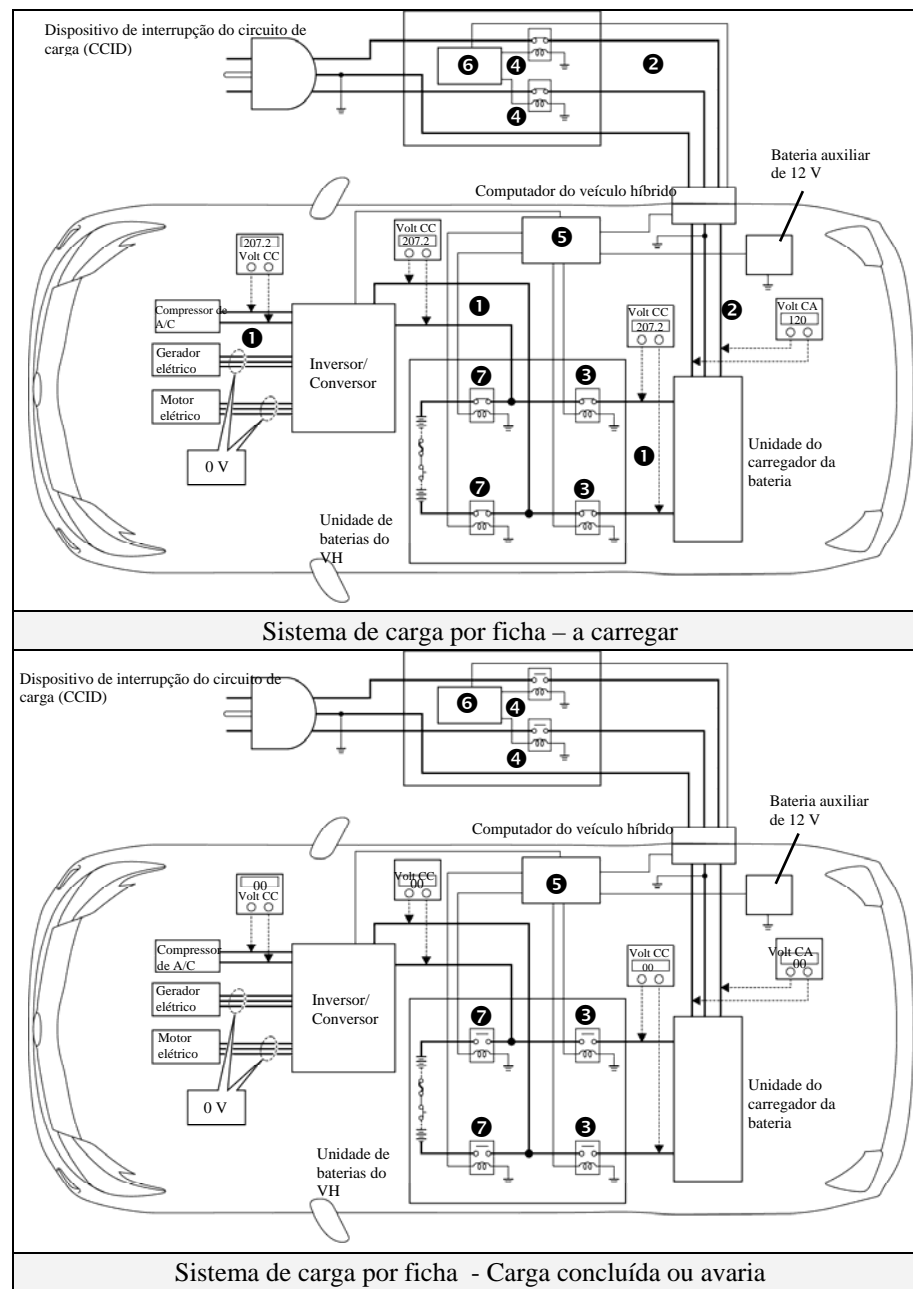 Dispositivo de interrupção do circuito de
carga (CCID)
❻
❹
❷
❹
Bateria auxiliar
de 12 V
Computador do veículo híbrido
❺
207.2
Volt CC
Volt CC
207.2
Compressor de
A/C
❶
❶
Volt CC
207.2
❷
Volt CA
120
Gerador
elétrico
Inversor/
Conversor
Motor
elétrico
❼
❸
0 V
❶
Unidade do
carregador da
bateria
❼
❸
Unidade de
baterias do
VH
Sistema de carga por ficha – a carregar
Dispositivo de interrupção do circuito de
carga (CCID)
❻
❹
❹
Bateria auxiliar
de 12 V
Computador do veículo híbrido
❺
00
Volt CC
Volt CC
00
Compressor
de A/C
Volt CC
00
Volt CA
00
Gerador
elétrico
Inversor/
Conversor
Motor
elétrico
❼
❸
0 V
Unidade do
carregador da
bateria
❼
❸
Unidade de
baterias do
VH
Sistema de carga por ficha - Carga concluída ou avaria